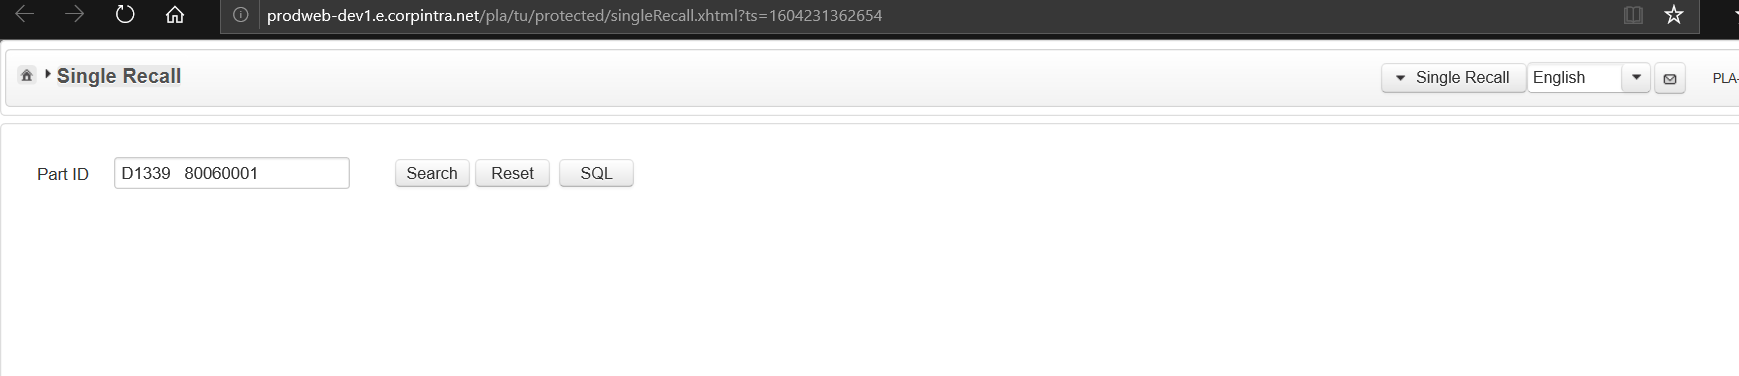 prodweb-dev1.e.corpintra.net/pla/tu/protected/singleRecall.xhtml?ts=1604231362654
Single Recall
Single Recall English PLA-
Part ID D1339   80060001 Search Reset SQL